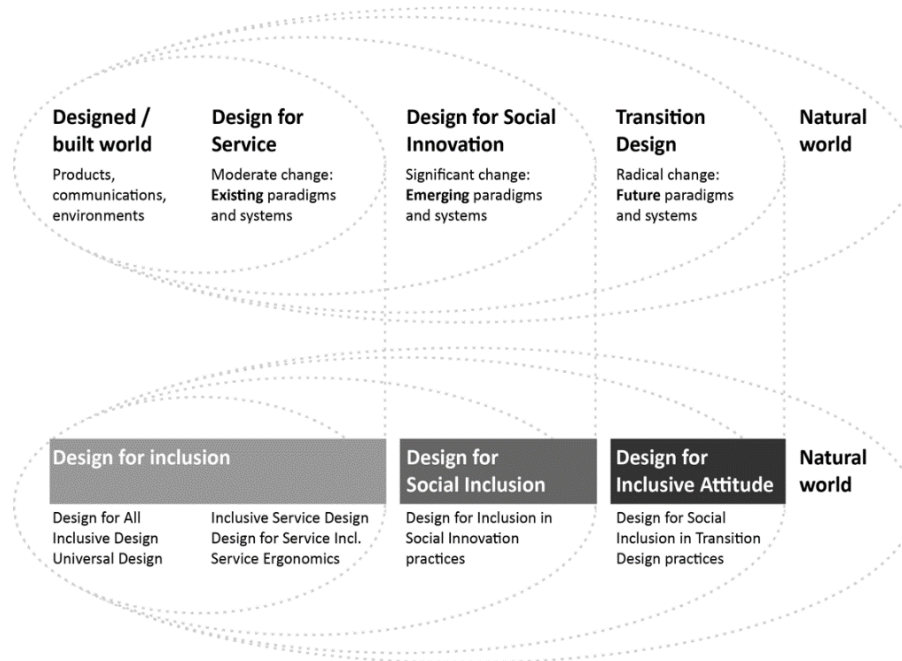 Designed /
built world
Products,
communications,
environments
Design for
Service
Moderate change:
Existing paradigms
and systems
Design for Social
Innovation
Significant change:
Emerging paradigms
and systems
Transition
Design
Radical change:
Future paradigms
and systems
Natural
world
Design for inclusion
Design for All
Inclusive Design
Universal Design
Inclusive Service Design
Design for Service Incl.
Service Ergonomics
Design for
Social Inclusion
Design for Inclusion in
Social Innovation
practices
Design for
Inclusive Attitude
Design for Social
Inclusion in Transition
Design practices
Natural
world